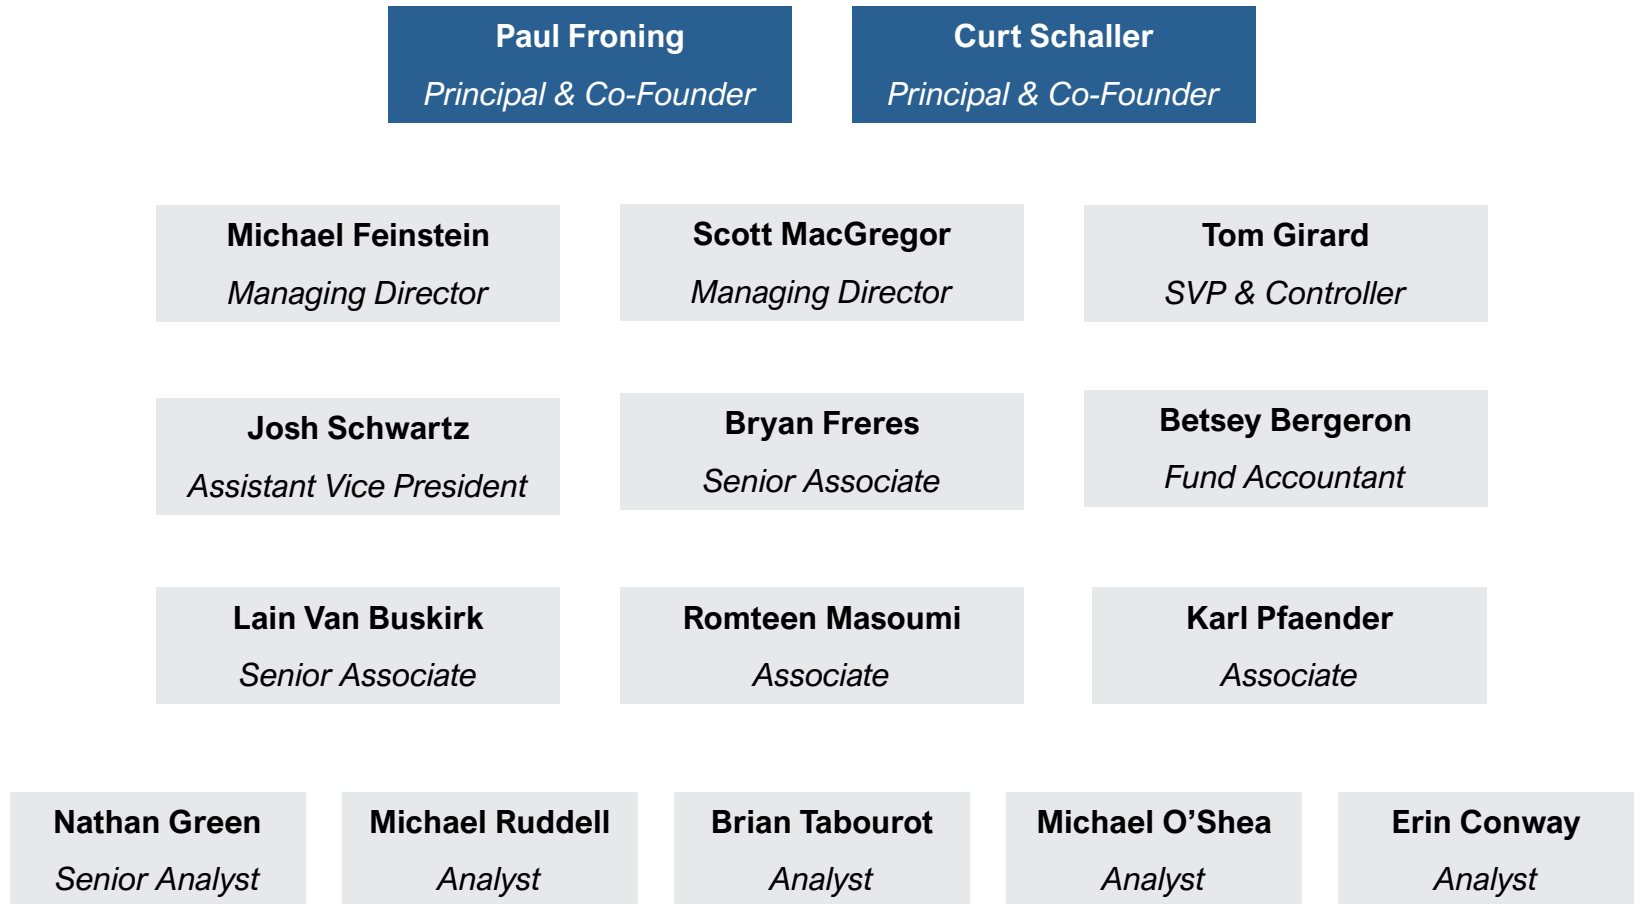 Paul Froning
Principal & Co-Founder
Curt Schaller
Principal & Co-Founder
Michael Feinstein
Managing Director
Scott MacGregor
Managing Director
Tom Girard
SVP & Controller
Josh Schwartz
Assistant Vice President
Bryan Freres
Senior Associate
Betsey Bergeron
Fund Accountant
Lain Van Buskirk
Senior Associate
Romteen Masoumi
Associate
Karl Pfaender
Associate
Nathan Green
Senior Analyst
Michael Ruddell
Analyst
Brian Tabourot
Analyst
Michael O’Shea
Analyst
Erin Conway
Analyst